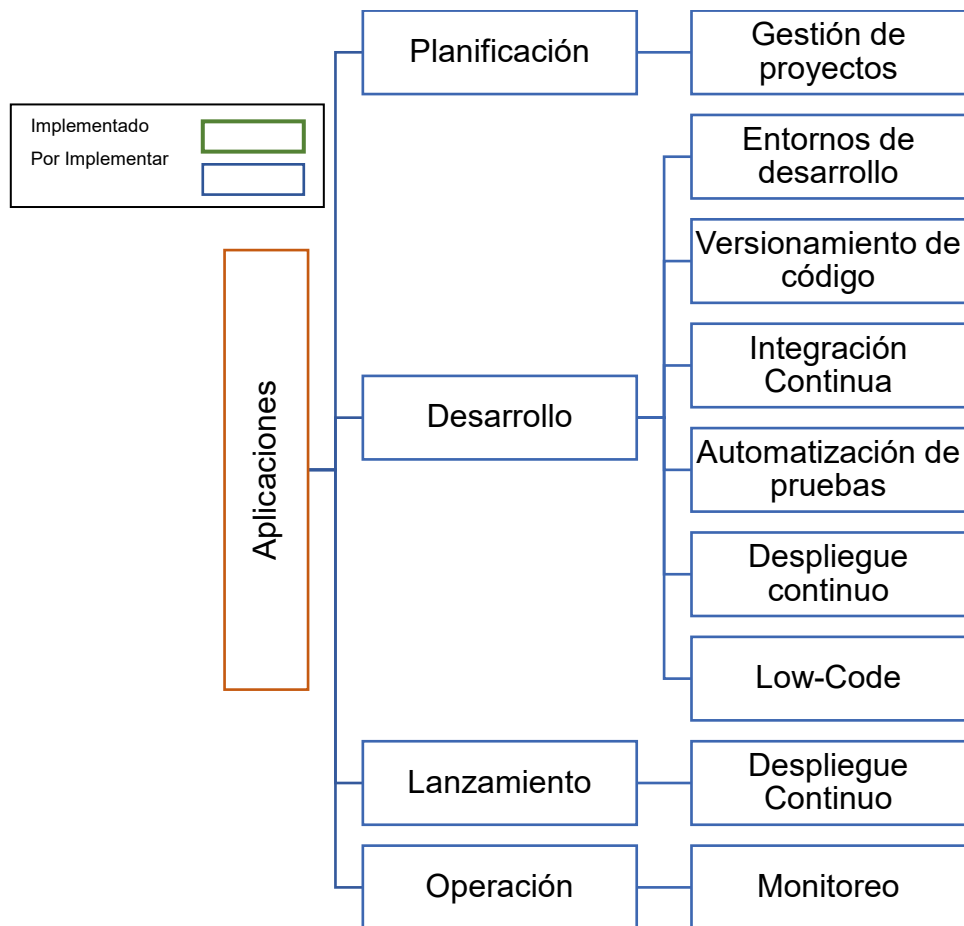 Planificación
Gestión de
proyectos
Implementado
Por Implementar
Entornos de
desarrollo
Versionamiento de
código
Integración
Continua
Aplicaciones
Desarrollo
Automatización de
pruebas
Despliegue
continuo
Low-Code
Lanzamiento
Despliegue
Continuo
Operación
Monitoreo